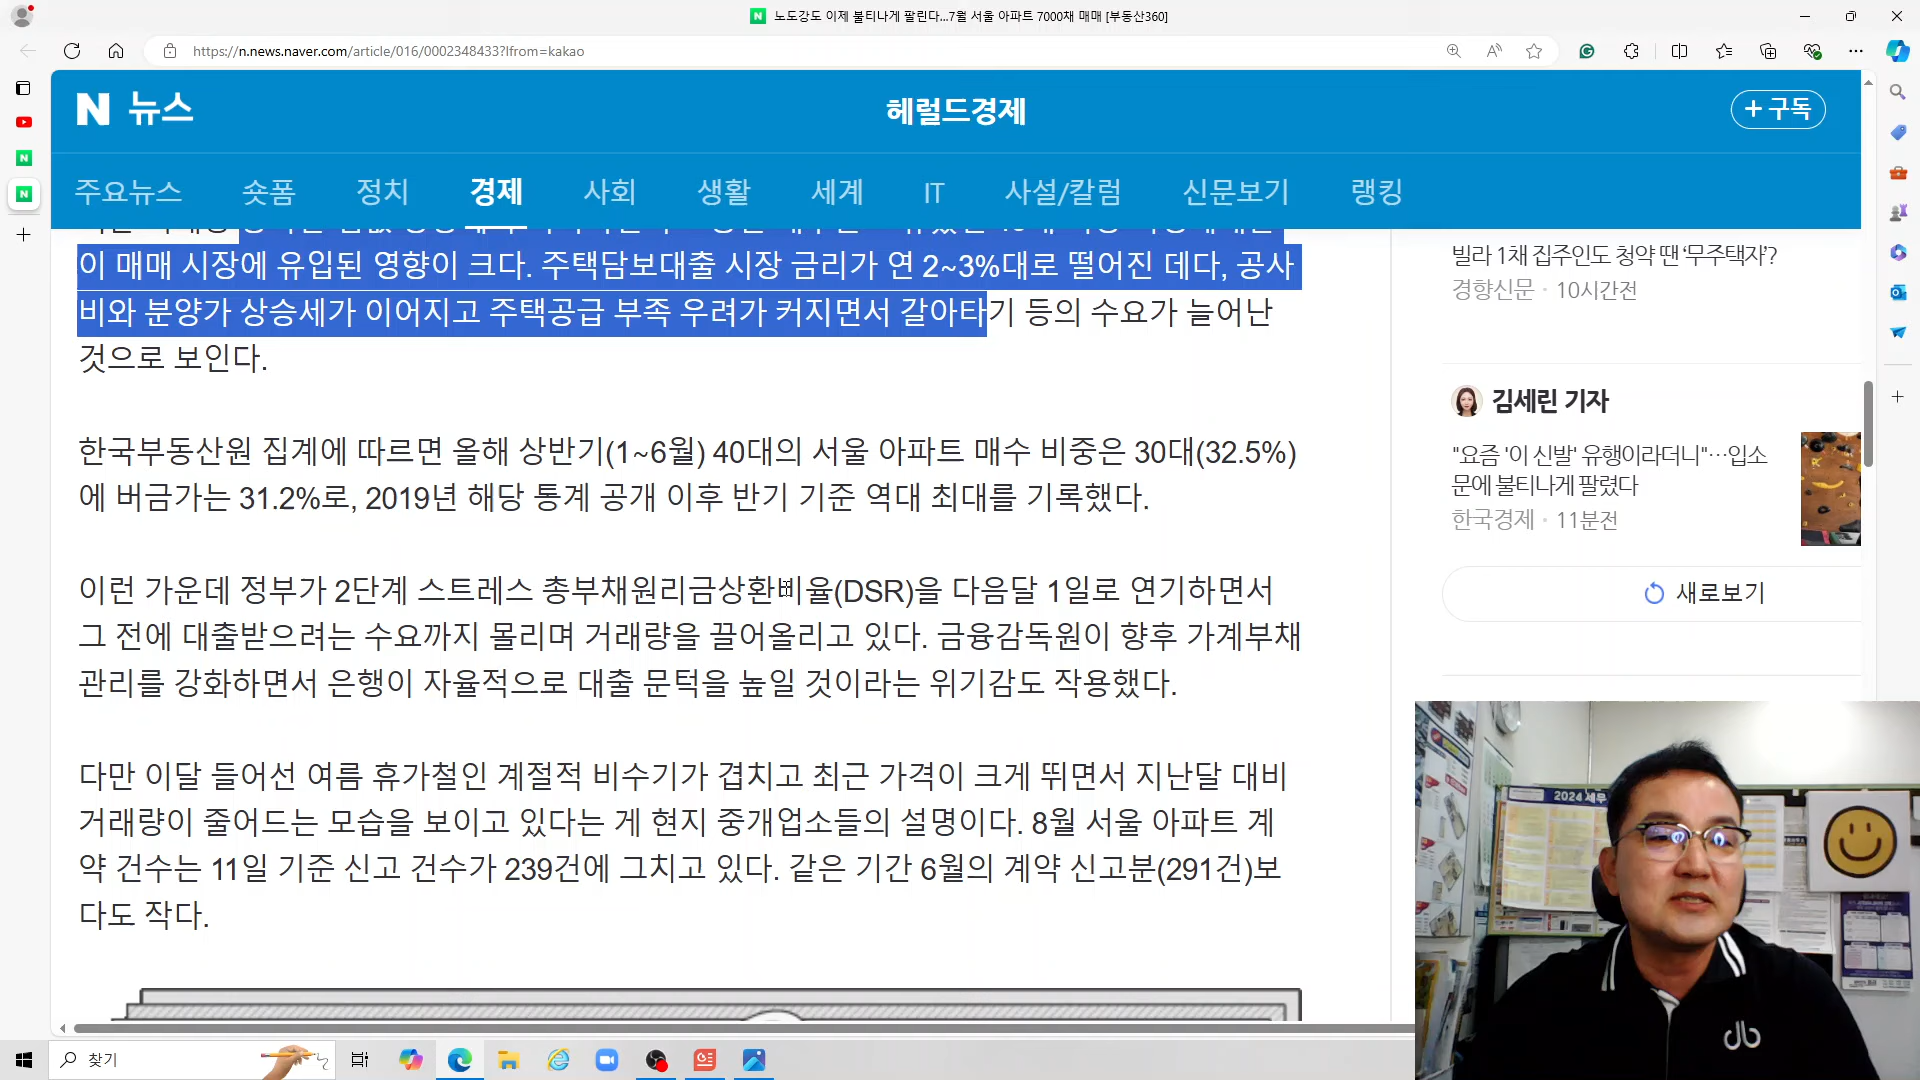 노도강도 이제 불티나게 팔린다...7월 서울 아파트 7000채 매매 [부동산360]
https://n.news.naver.com/article/016/0002348433?lfrom=kakao
N 뉴스
헤럴드경제
+ 구독
주요뉴스 숏폼 정치 경제 사회 생활 세계 IT 사설/칼럼 신문보기 랭킹
이 매매 시장에 유입된 영향이 크다. 주택담보대출 시장 금리가 연 2~3%대로 떨어진 데다, 공사
비와 분양가 상승세가 이어지고 주택공급 부족 우려가 커지면서 갈아타기 등의 수요가 늘어난
것으로 보인다.
한국부동산원 집계에 따르면 올해 상반기(1~6월) 40대의 서울 아파트 매수 비중은 30대(32.5%)
에 버금가는 31.2%로, 2019년 해당 통계 공개 이후 반기 기준 역대 최대를 기록했다.
이런 가운데 정부가 2단계 스트레스 총부채원리금상환비율(DSR)을 다음달 1일로 연기하면서
그 전에 대출받으려는 수요까지 몰리며 거래량을 끌어올리고 있다. 금융감독원이 향후 가계부채
관리를 강화하면서 은행이 자율적으로 대출 문턱을 높일 것이라는 위기감도 작용했다.
다만 이달 들어선 여름 휴가철인 계절적 비수기가 겹치고 최근 가격이 크게 뛰면서 지난달 대비
거래량이 줄어드는 모습을 보이고 있다는 게 현지 중개업소들의 설명이다. 8월 서울 아파트 계
약 건수는 11일 기준 신고 건수가 239건에 그치고 있다. 같은 기간 6월의 계약 신고분(291건)보
다도 작다.
빌라 1채 집주인도 청약 땐 ‘무주택자’?
경향신문 · 10시간전
김세린 기자
"요즘 '이 신발' 유행이라더니"…입소
문에 불티나게 팔렸다
한국경제 · 11분전
새로보기
2024 세무
찾기